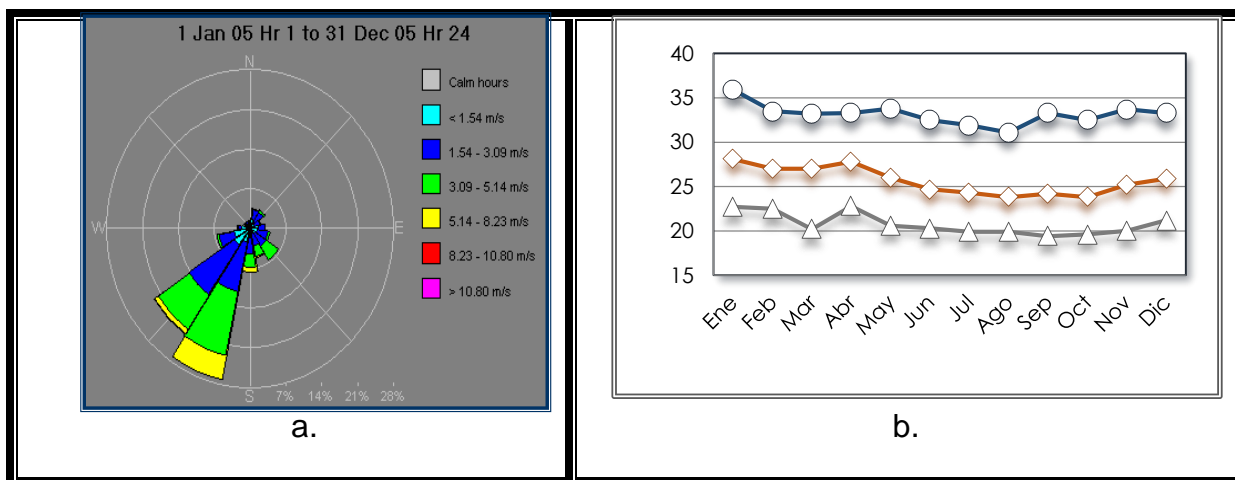 1 Jan 05 Hr 1 to 31 Dec 05 Hr 24
N
W
E
S
7% 14% 21% 28%
Calm hours
< 1.54 m/s
1.54 - 3.09 m/s
3.09 - 5.14 m/s
5.14 - 8.23 m/s
8.23 - 10.80 m/s
> 10.80 m/s
a.
40
35
30
25
20
15
Ene Feb Mar Abr May Jun Jul Ago Sep Oct Nov Dic
b.